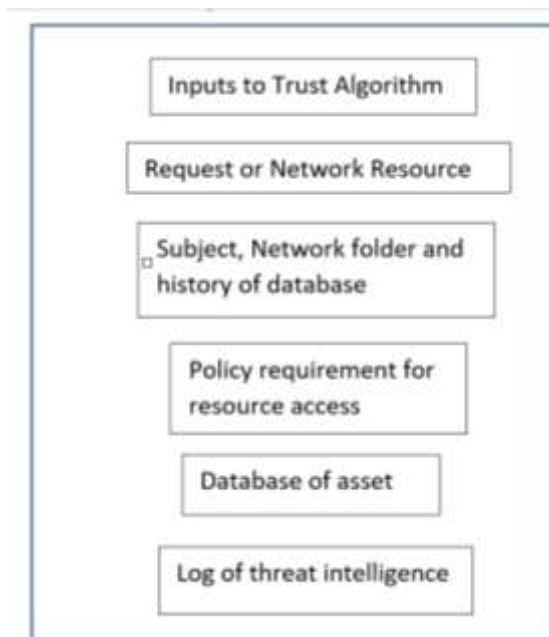 Inputs to Trust Algorithm
Request or Network Resource
Subject, Network folder and
history of database
Policy requirement for
resource access
Database of asset
Log of threat intelligence